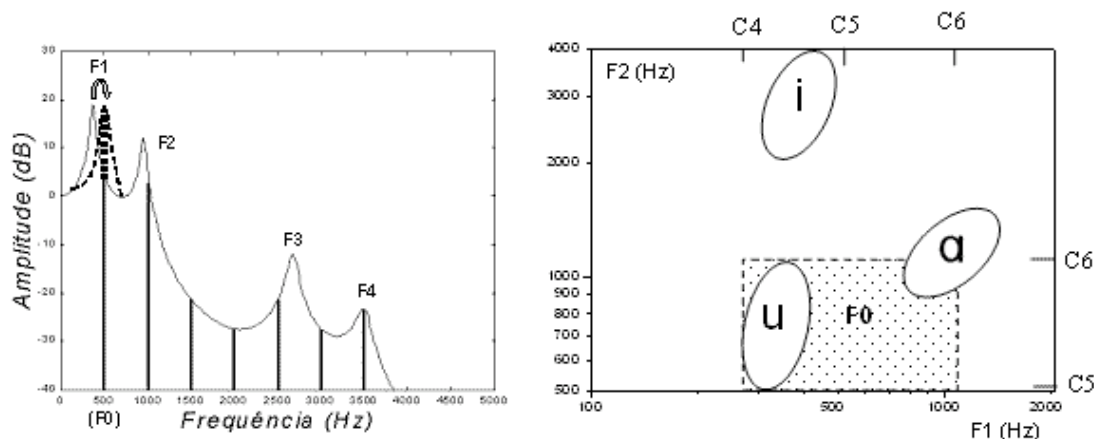 30
20
10
0
-10
-20
-30
-40
Amplitude (dB)
F1
F2
F3
F4
0 500 1000 1500 2000 2500 3000 3500 4000 4500 5000
(F0)
Frequência (Hz)
C4 C5 C6
4000
3000
2000
1000
900
800
700
600
500
F2 (Hz)
i
ɑ
u
F0
C6
C5
100 500 1000 2000
F1 (Hz)